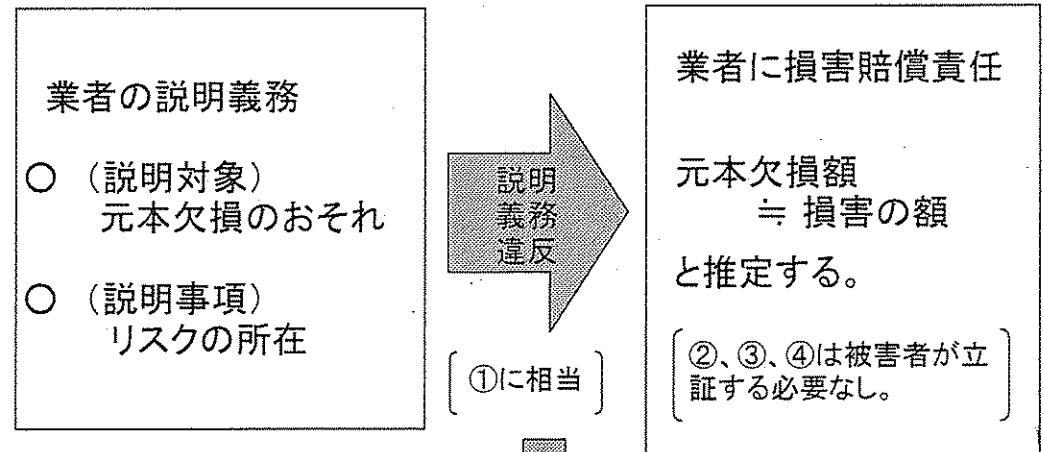 業者の説明義務
○ (説明対象)
元本欠損のおそれ
○ (説明事項)
リスクの所在
説明
義務
違反
〔①に相当〕
業者に損害賠償責任
元本欠損額
≒ 損害の額
と推定する。
〔②、③、④は被害者が立
証する必要なし。〕